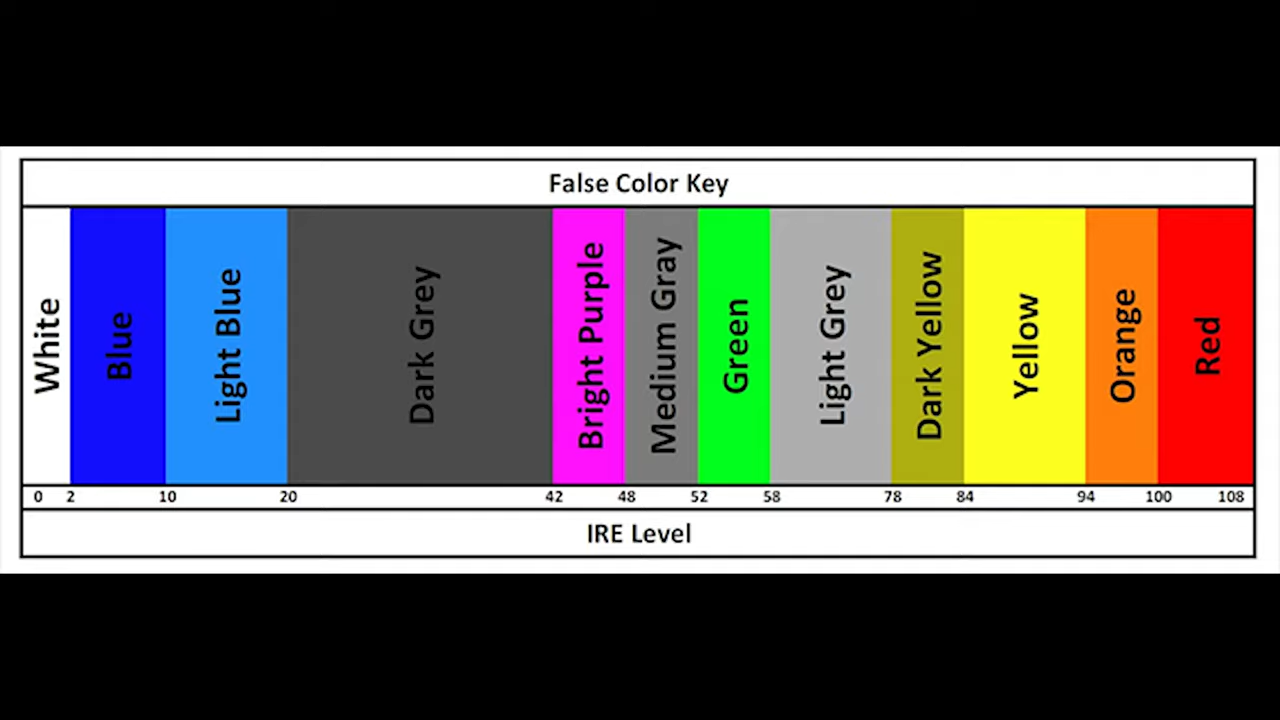 False Color Key
White Blue Light Blue Dark Grey Bright Purple Medium Gray Green Light Grey Dark Yellow Yellow Orange Red
0 2 10 20 42 48 52 58 78 84 94 100 108
IRE Level